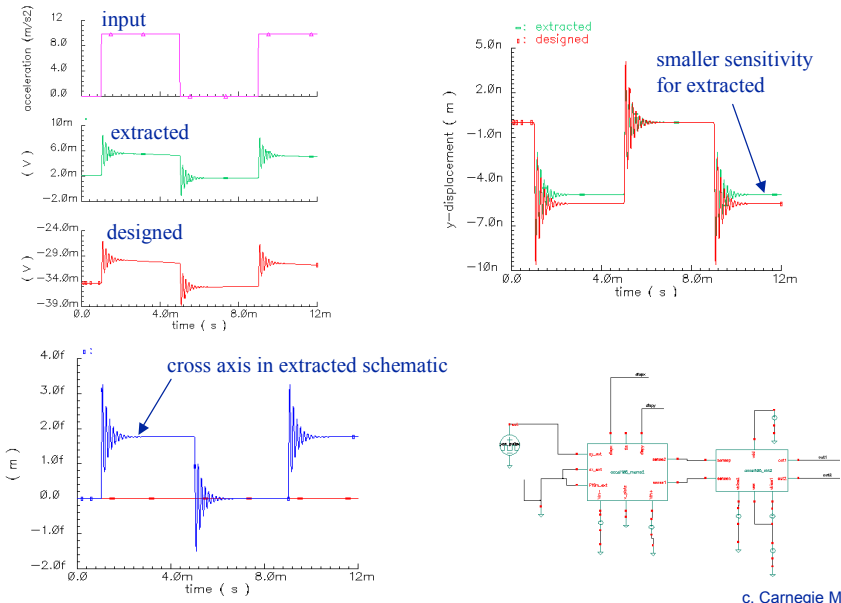 input
acceleration (m/s2)
12
8.0
4.0
0.0
extracted
(V)
10m
6.0m
2.0m
-2.0m
designed
(V)
-24.0m
-29.0m
-34.0m
-39.0m
0.0 4.0m 8.0m 12m
time ( s )
-: extracted
▯: designed
smaller sensitivity
for extracted
y-displacement ( m )
5.0n
2.0n
-1.0n
-4.0n
-7.0n
-10n
0.0 4.0m 8.0m 12m
time ( s )
▯ :
cross axis in extracted schematic
( m )
4.0f
3.0f
2.0f
1.0f
0.0
-1.0f
-2.0f
0.0 4.0m 8.0m 12m
time ( s )
dispx
dispy
out1
out2
c. Carnegie M